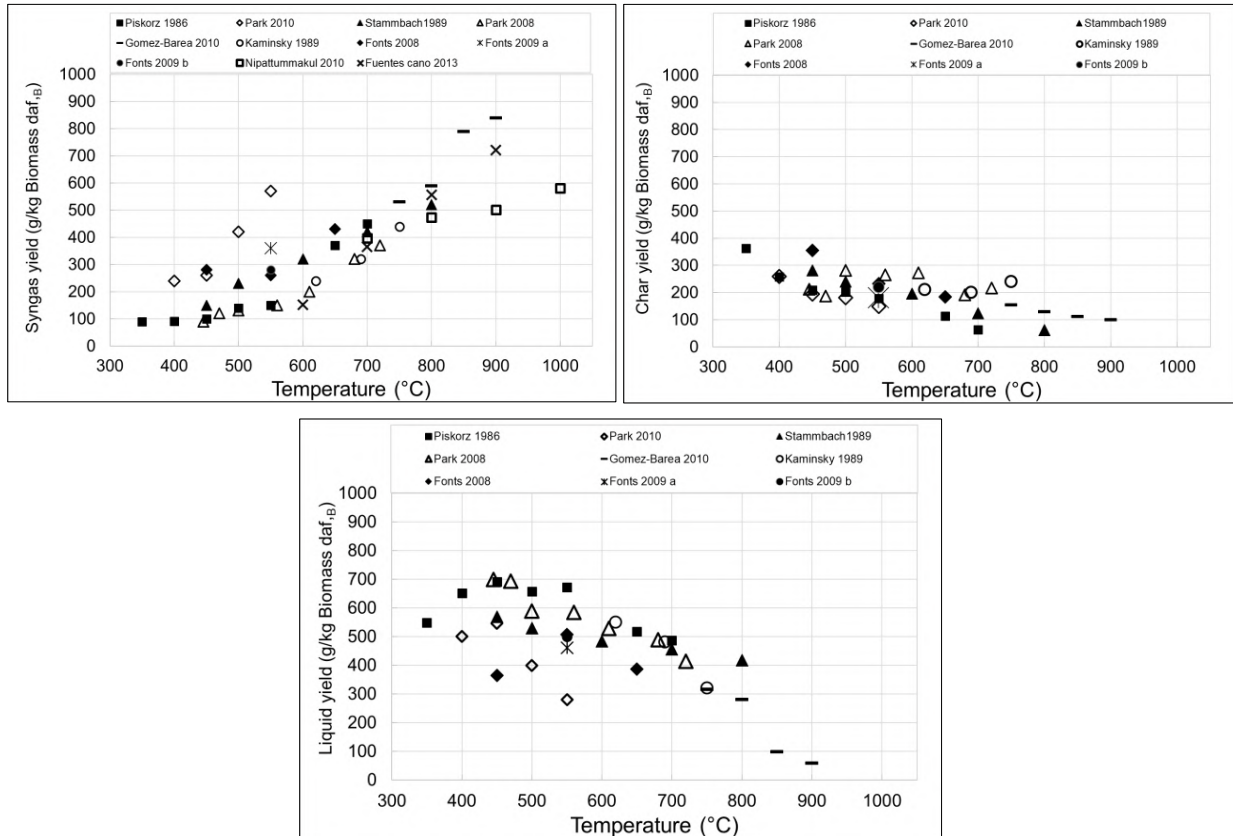 Piskorz 1986 Park 2010 Stammbach1989 Park 2008
Gomez-Barea 2010 Kaminsky 1989 Fonts 2008 Fonts 2009 a
Fonts 2009 b Nipattummakul 2010 Fuentes cano 2013
Syngas yield (g/kg Biomass daf,B)
1000
900
800
700
600
500
400
300
200
100
0
300 400 500 600 700 800 900 1000
Temperature (°C)
Piskorz 1986 Park 2010 Stammbach1989
Park 2008 Gomez-Barea 2010 Kaminsky 1989
Fonts 2008 Fonts 2009 a Fonts 2009 b
Char yield (g/kg Biomass daf,B)
1000
900
800
700
600
500
400
300
200
100
0
300 400 500 600 700 800 900 1000
Temperature (°C)
Piskorz 1986 Park 2010 Stammbach1989
Park 2008 Gomez-Barea 2010 Kaminsky 1989
Fonts 2008 Fonts 2009 a Fonts 2009 b
Liquid yield (g/kg Biomass daf,B)
1000
900
800
700
600
500
400
300
200
100
0
300 400 500 600 700 800 900 1000
Temperature (°C)